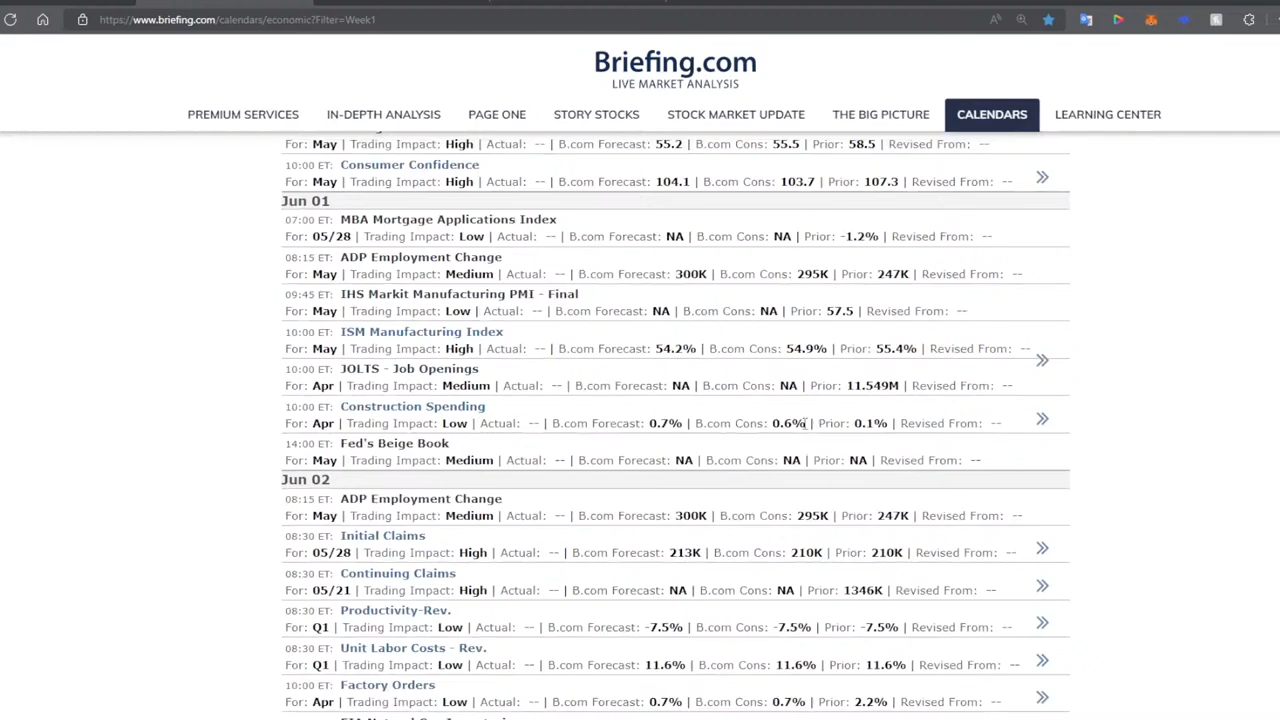 https://www.briefing.com/calendars/economic?Filter=Week1
Briefing.com
LIVE MARKET ANALYSIS
PREMIUM SERVICES IN-DEPTH ANALYSIS PAGE ONE STORY STOCKS STOCK MARKET UPDATE THE BIG PICTURE CALENDARS LEARNING CENTER
For: May | Trading Impact: High | Actual: -- | B.com Forecast: 55.2 | B.com Cons: 55.5 | Prior: 58.5 | Revised From: --
10:00 ET: Consumer Confidence
For: May | Trading Impact: High | Actual: -- | B.com Forecast: 104.1 | B.com Cons: 103.7 | Prior: 107.3 | Revised From: --
Jun 01
07:00 ET: MBA Mortgage Applications Index
For: 05/28 | Trading Impact: Low | Actual: -- | B.com Forecast: NA | B.com Cons: NA | Prior: -1.2% | Revised From: --
08:15 ET: ADP Employment Change
For: May | Trading Impact: Medium | Actual: -- | B.com Forecast: 300K | B.com Cons: 295K | Prior: 247K | Revised From: --
09:45 ET: IHS Markit Manufacturing PMI - Final
For: May | Trading Impact: Low | Actual: -- | B.com Forecast: NA | B.com Cons: NA | Prior: 57.5 | Revised From: --
10:00 ET: ISM Manufacturing Index
For: May | Trading Impact: High | Actual: -- | B.com Forecast: 54.2% | B.com Cons: 54.9% | Prior: 55.4% | Revised From: --
10:00 ET: JOLTS - Job Openings
For: Apr | Trading Impact: Medium | Actual: -- | B.com Forecast: NA | B.com Cons: NA | Prior: 11.549M | Revised From: --
10:00 ET: Construction Spending
For: Apr | Trading Impact: Low | Actual: -- | B.com Forecast: 0.7% | B.com Cons: 0.6% | Prior: 0.1% | Revised From: --
14:00 ET: Fed's Beige Book
For: May | Trading Impact: Medium | Actual: -- | B.com Forecast: NA | B.com Cons: NA | Prior: NA | Revised From: --
Jun 02
08:15 ET: ADP Employment Change
For: May | Trading Impact: Medium | Actual: -- | B.com Forecast: 300K | B.com Cons: 295K | Prior: 247K | Revised From: --
08:30 ET: Initial Claims
For: 05/28 | Trading Impact: High | Actual: -- | B.com Forecast: 213K | B.com Cons: 210K | Prior: 210K | Revised From: --
08:30 ET: Continuing Claims
For: 05/21 | Trading Impact: High | Actual: -- | B.com Forecast: NA | B.com Cons: NA | Prior: 1346K | Revised From: --
08:30 ET: Productivity-Rev.
For: Q1 | Trading Impact: Low | Actual: -- | B.com Forecast: -7.5% | B.com Cons: -7.5% | Prior: -7.5% | Revised From: --
08:30 ET: Unit Labor Costs - Rev.
For: Q1 | Trading Impact: Low | Actual: -- | B.com Forecast: 11.6% | B.com Cons: 11.6% | Prior: 11.6% | Revised From: --
10:00 ET: Factory Orders
For: Apr | Trading Impact: Low | Actual: -- | B.com Forecast: 0.7% | B.com Cons: 0.7% | Prior: 2.2% | Revised From: --